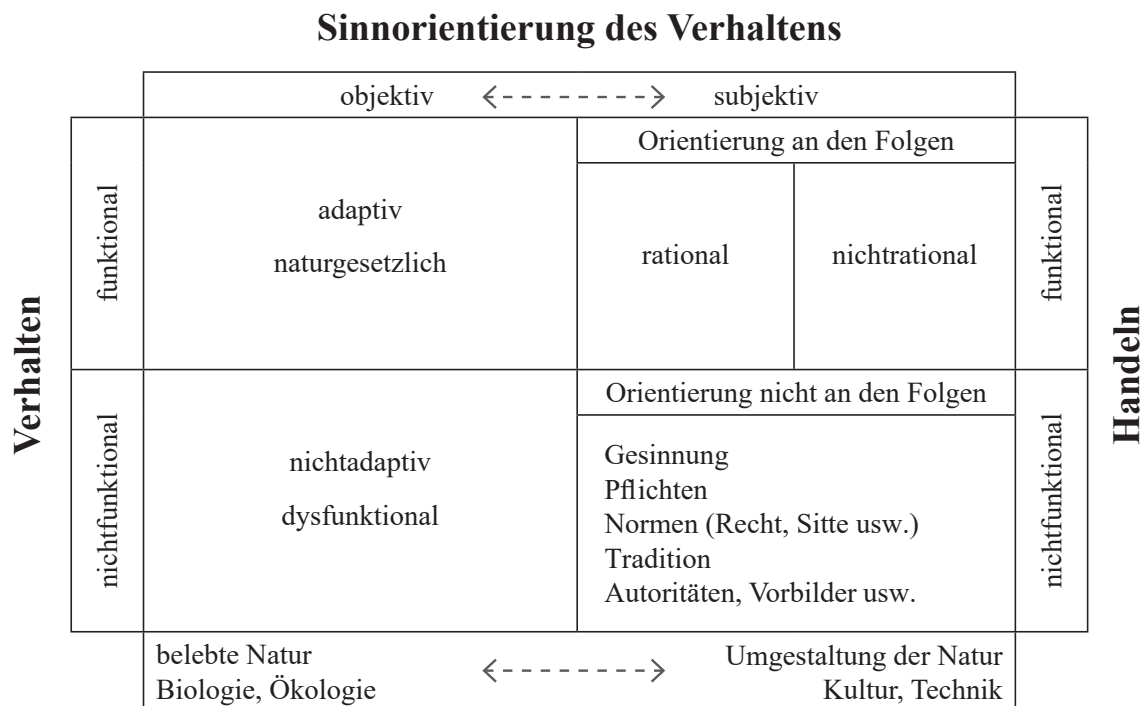 Sinnorientierung des Verhaltens
objektiv
subjektiv
Verhalten
funktional
adaptiv
naturgesetzlich
Orientierung an den Folgen
rational
nichtrational
funktional
Handeln
nichtfunktional
nichtadaptiv
dysfunktional
Orientierung nicht an den Folgen
Gesinnung
Pflichten
Normen (Recht, Sitte usw.)
Tradition
Autoritäten, Vorbilder usw.
nichtfunktional
belebte Natur
Biologie, Ökologie
Umgestaltung der Natur
Kultur, Technik